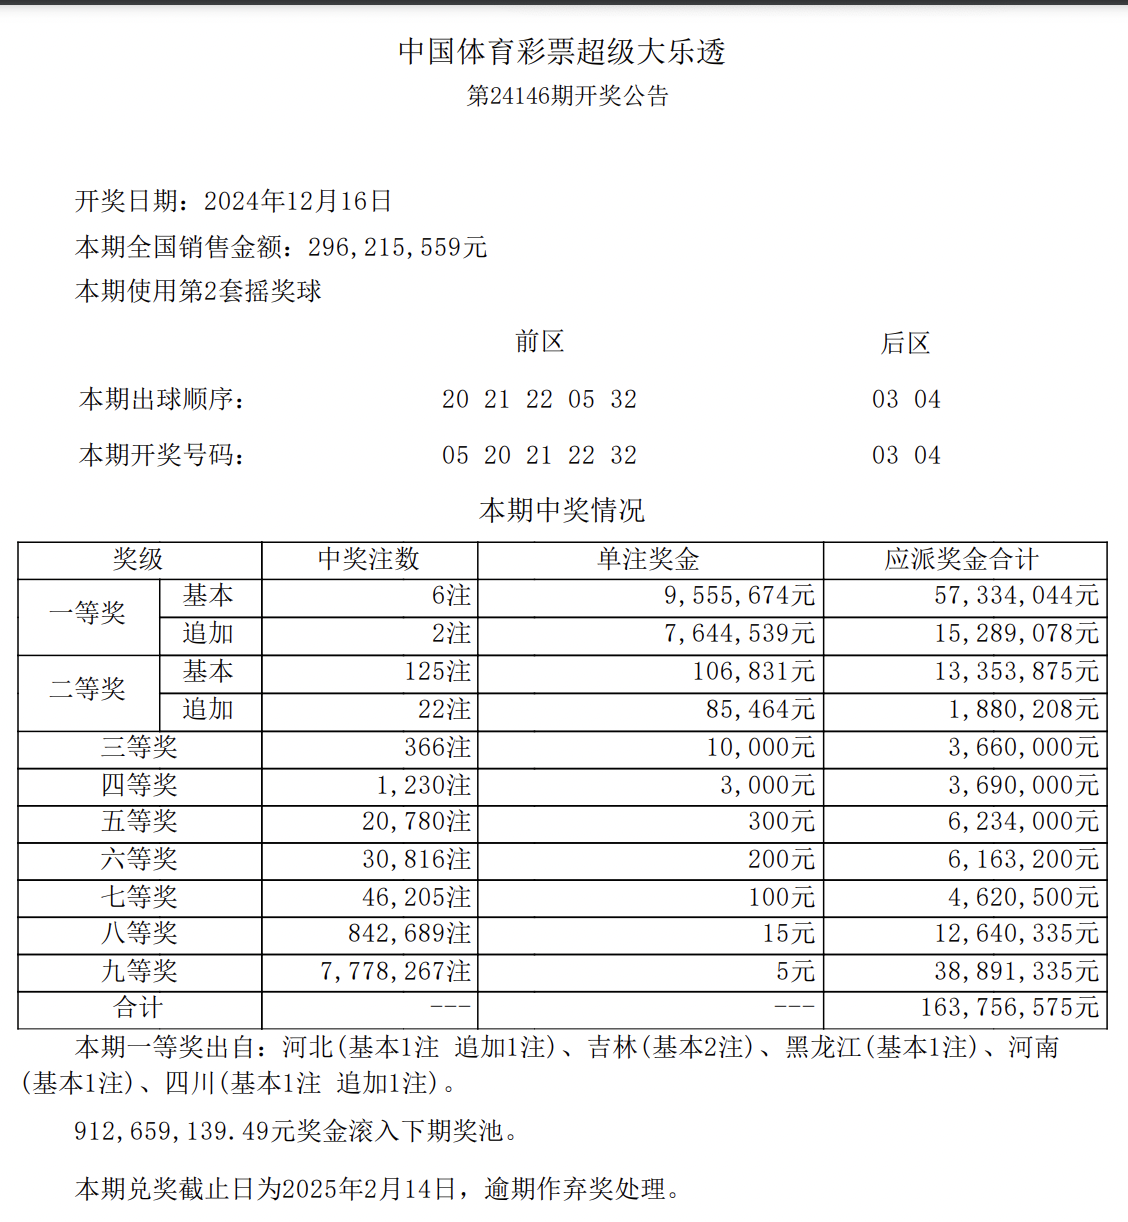 中国体育彩票超级大乐透
第24146期开奖公告
开奖日期：2024年12月16日
本期全国销售金额：296,215,559元
本期使用第2套摇奖球
前区 后区
本期出球顺序： 20 21 22 05 32 03 04
本期开奖号码： 05 20 21 22 32 03 04
本期中奖情况
奖级 中奖注数 单注奖金 应派奖金合计
一等奖 基本 6注 9,555,674元 57,334,044元
追加 2注 7,644,539元 15,289,078元
二等奖 基本 125注 106,831元 13,353,875元
追加 22注 85,464元 1,880,208元
三等奖 366注 10,000元 3,660,000元
四等奖 1,230注 3,000元 3,690,000元
五等奖 20,780注 300元 6,234,000元
六等奖 30,816注 200元 6,163,200元
七等奖 46,205注 100元 4,620,500元
八等奖 842,689注 15元 12,640,335元
九等奖 7,778,267注 5元 38,891,335元
合计 --- --- 163,756,575元
本期一等奖出自：河北(基本1注 追加1注)、吉林(基本2注)、黑龙江(基本1注)、河南
(基本1注)、四川(基本1注 追加1注)。
912,659,139.49元奖金滚入下期奖池。
本期兑奖截止日为2025年2月14日，逾期作弃奖处理。